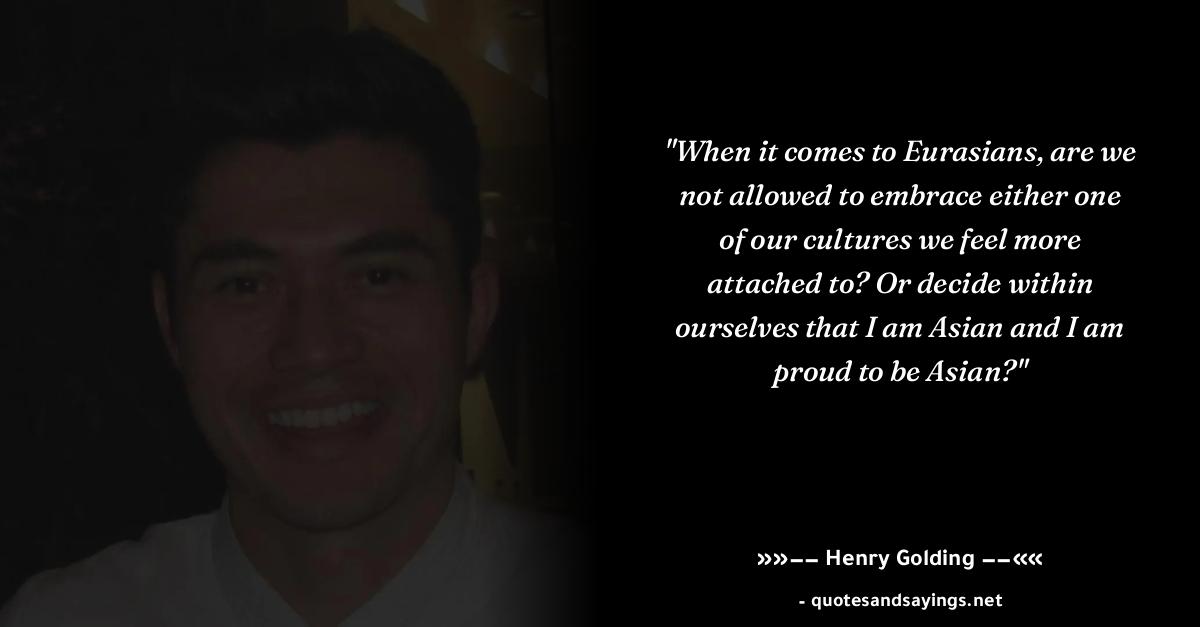 "When it comes to Eurasians, are we
not allowed to embrace either one
of our cultures we feel more
attached to? Or decide within
ourselves that I am Asian and I am
proud to be Asian?"
»»–– Henry Golding ––««
- quotesandsayings.net